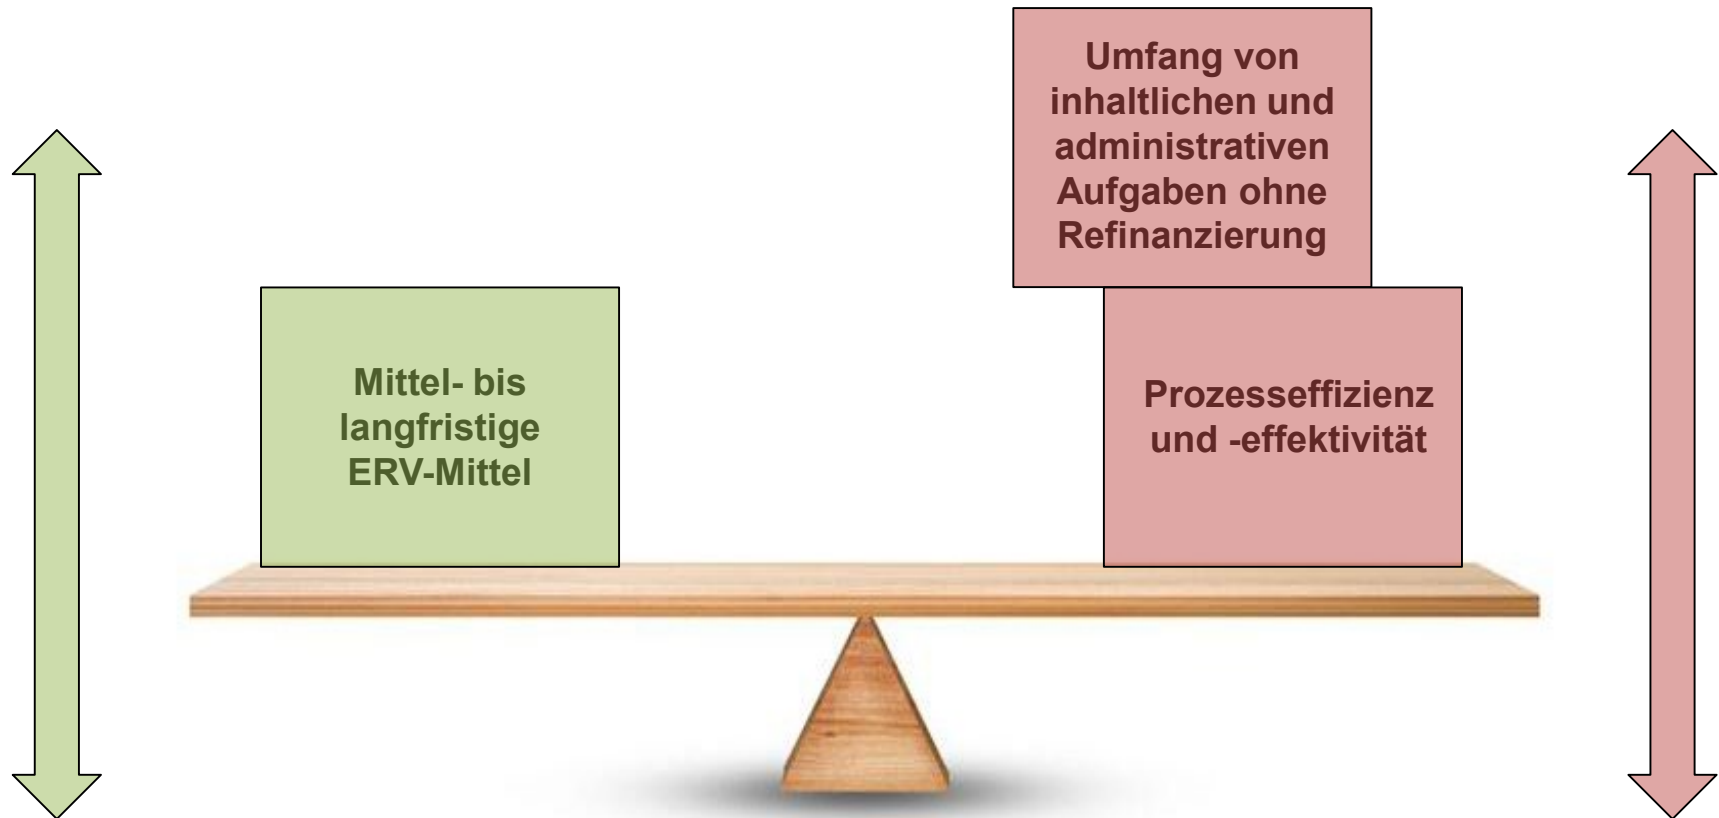 Umfang von
inhaltlichen und
administrativen
Aufgaben ohne
Refinanzierung
Mittel- bis
langfristige
ERV-Mittel
Prozesseffizienz
und -effektivität